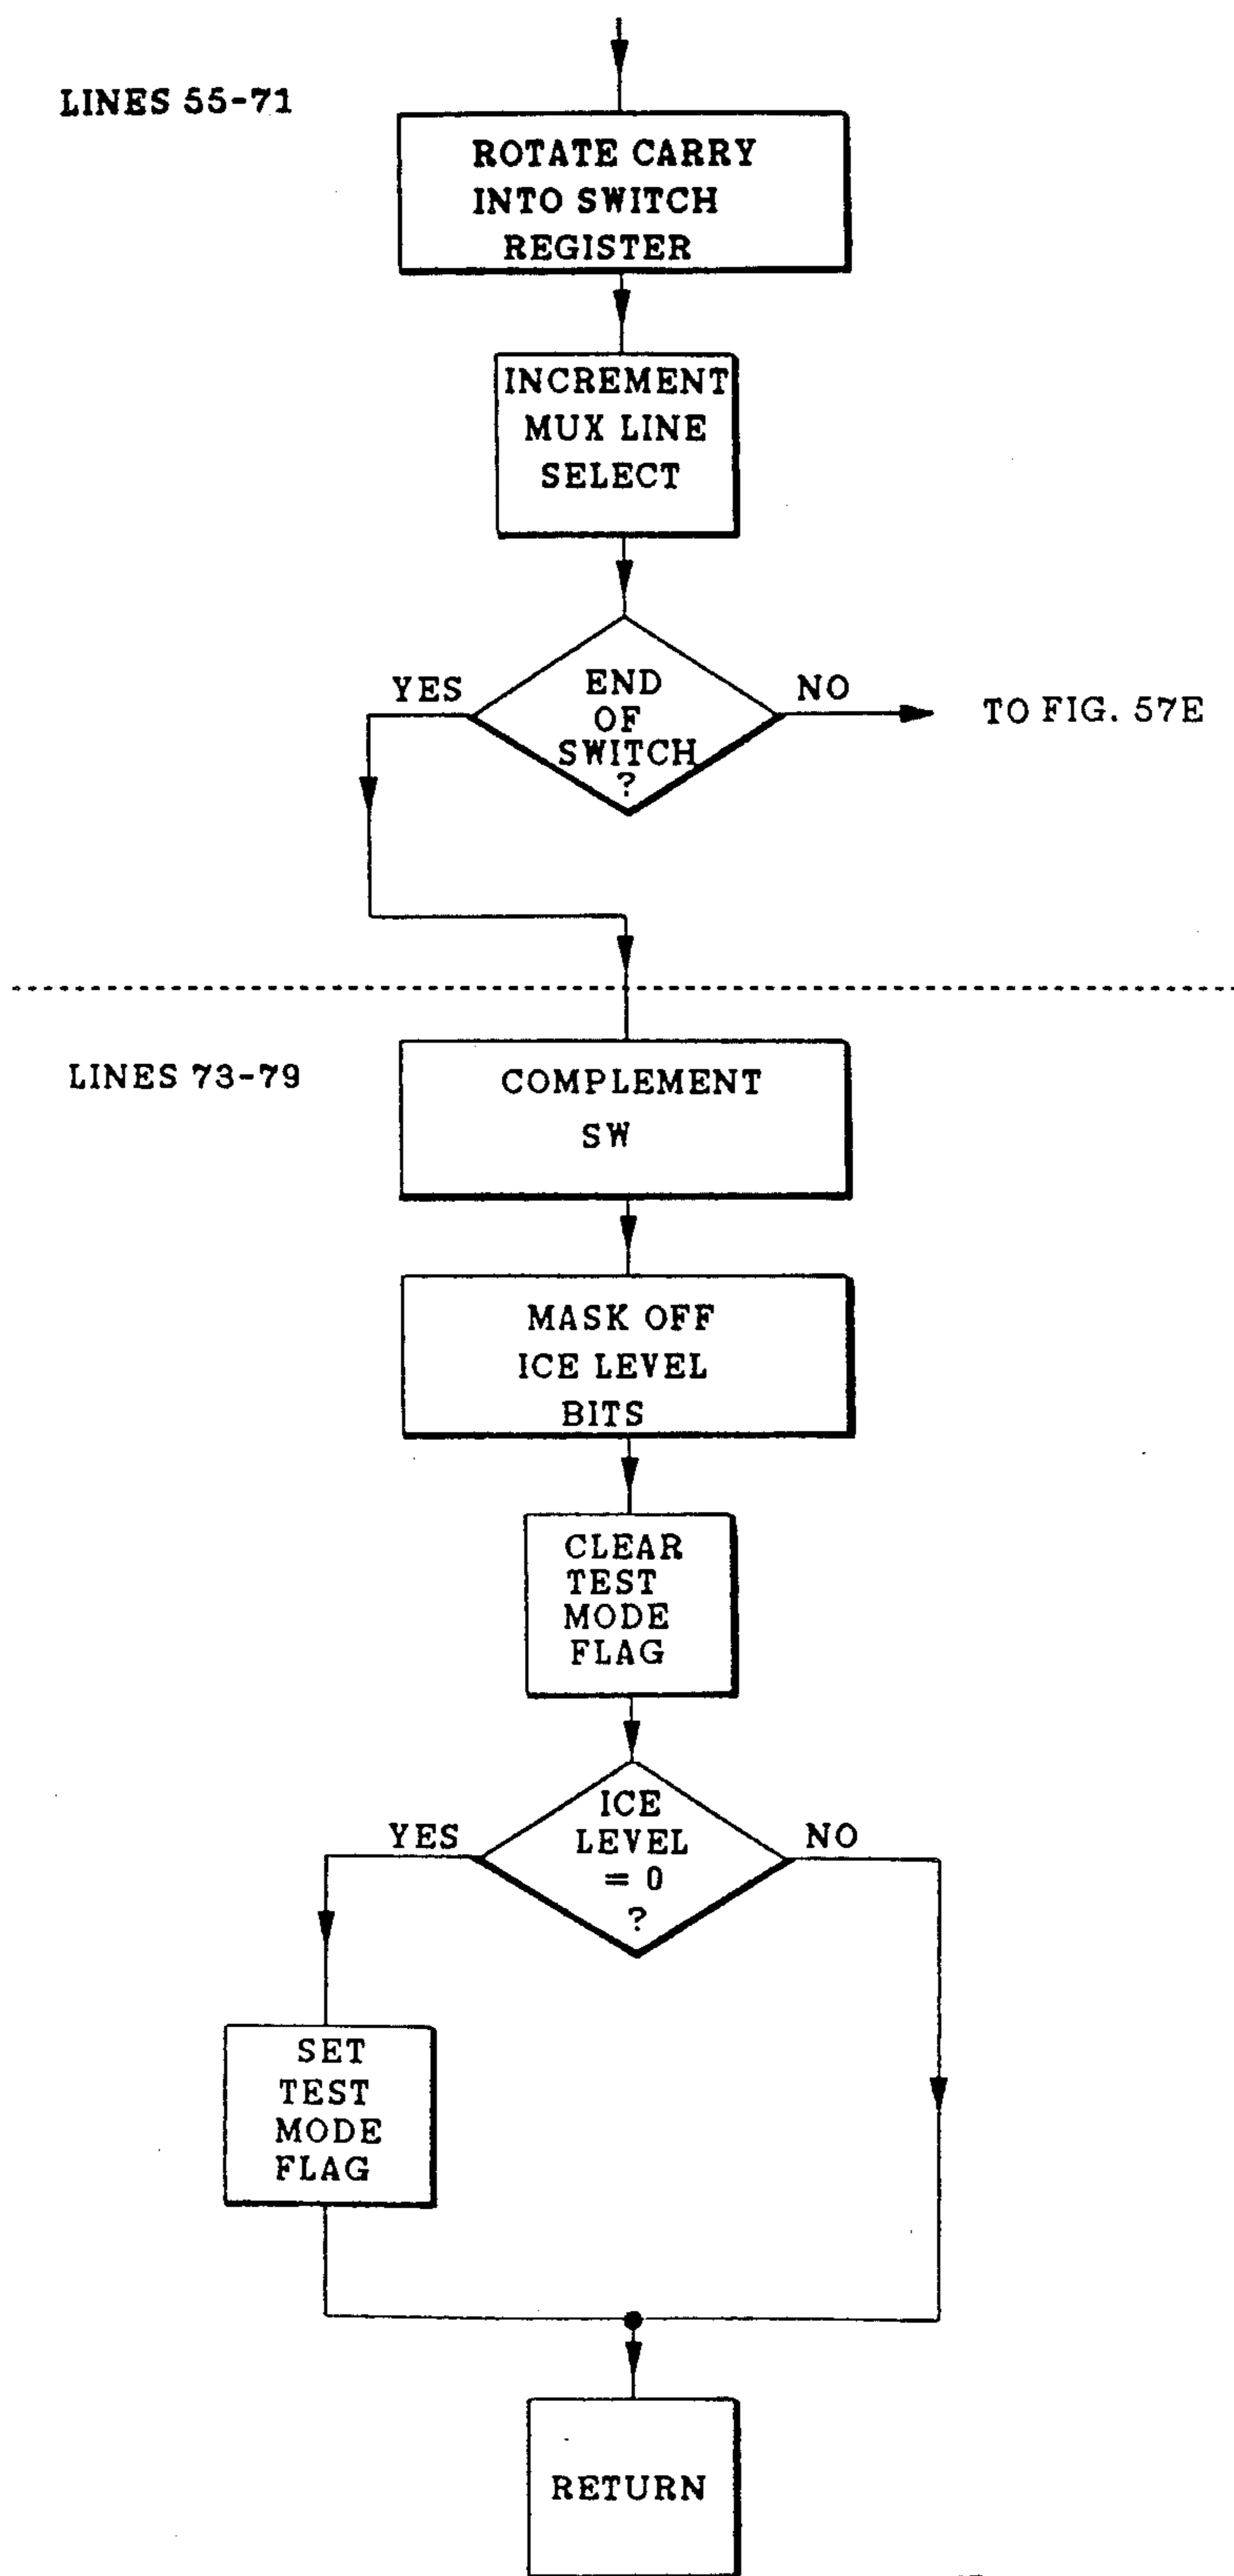 LINES 55-71
ROTATE CARRY
INTO SWITCH
REGISTER
INCREMENT
MUX LINE
SELECT
YES
END
OF
SWITCH
?
NO
TO FIG. 57E
LINES 73-79
COMPLEMENT
SW
MASK OFF
ICE LEVEL
BITS
CLEAR
TEST
MODE
FLAG
YES
ICE
LEVEL
= 0
?
NO
SET
TEST
MODE
FLAG
RETURN